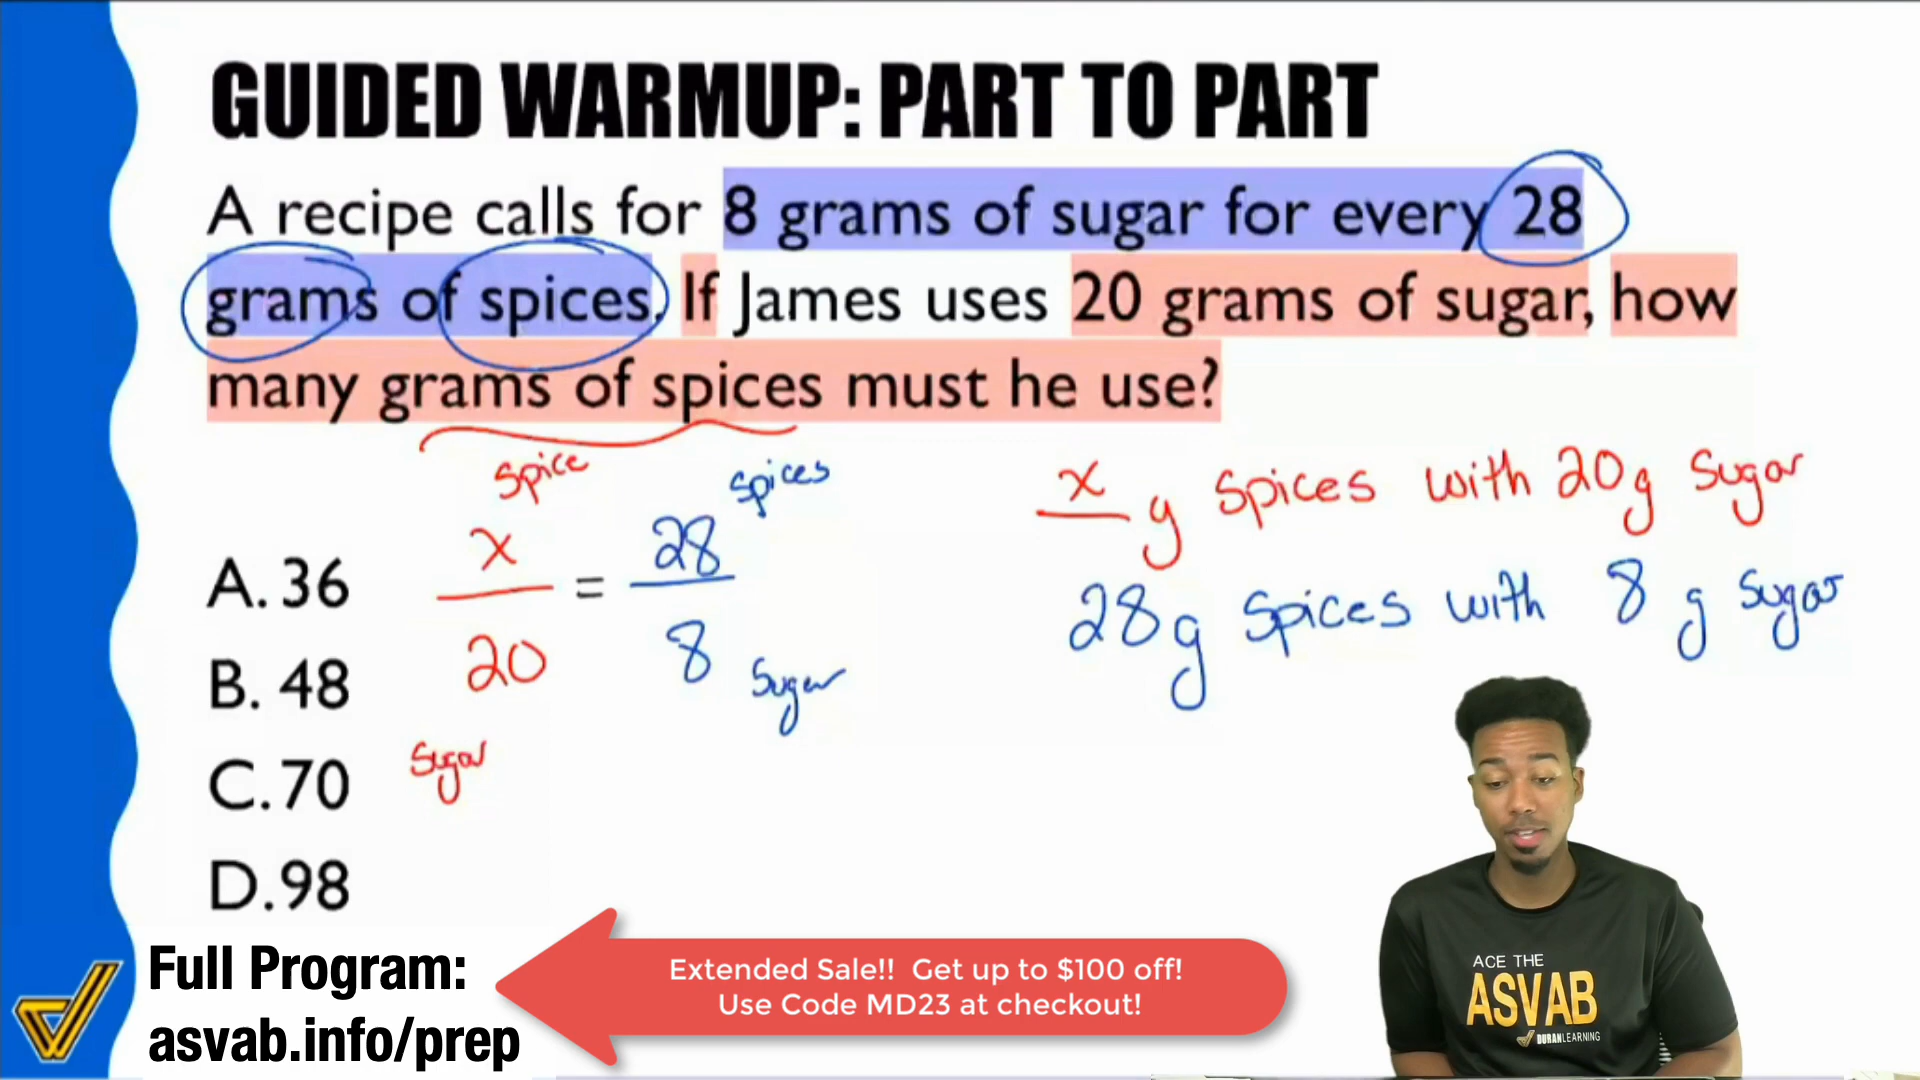 GUIDED WARMUP: PART TO PART
A recipe calls for 8 grams of sugar for every 28
grams of spices. If James uses 20 grams of sugar, how
many grams of spices must he use?
spice
spices
x g spices with 20g sugar
x = 28
20 8
28g spices with 8 g sugar
sugar
sugar
A. 36
B. 48
C. 70
D. 98
Full Program:
asvab.info/prep
Extended Sale!! Get up to $100 off!
Use Code MD23 at checkout!
ACE THE
ASVAB
DURANLEARNING